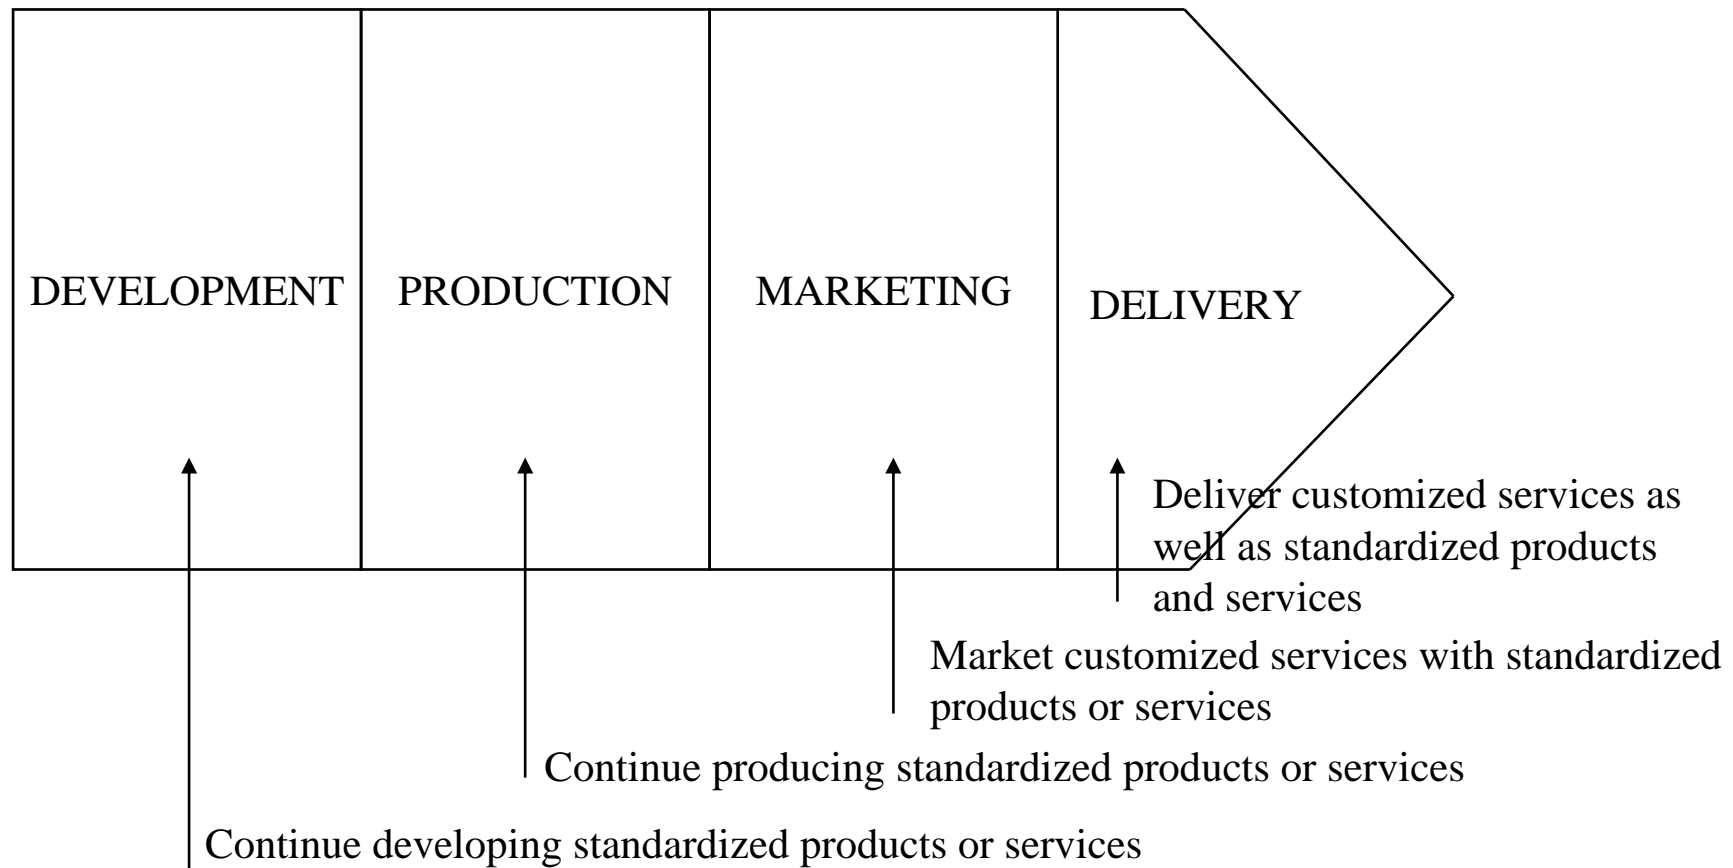 DEVELOPMENT
PRODUCTION
MARKETING
DELIVERY
Deliver customized services as
well as standardized products
and services
Market customized services with standardized
products or services
Continue producing standardized products or services
Continue developing standardized products or services